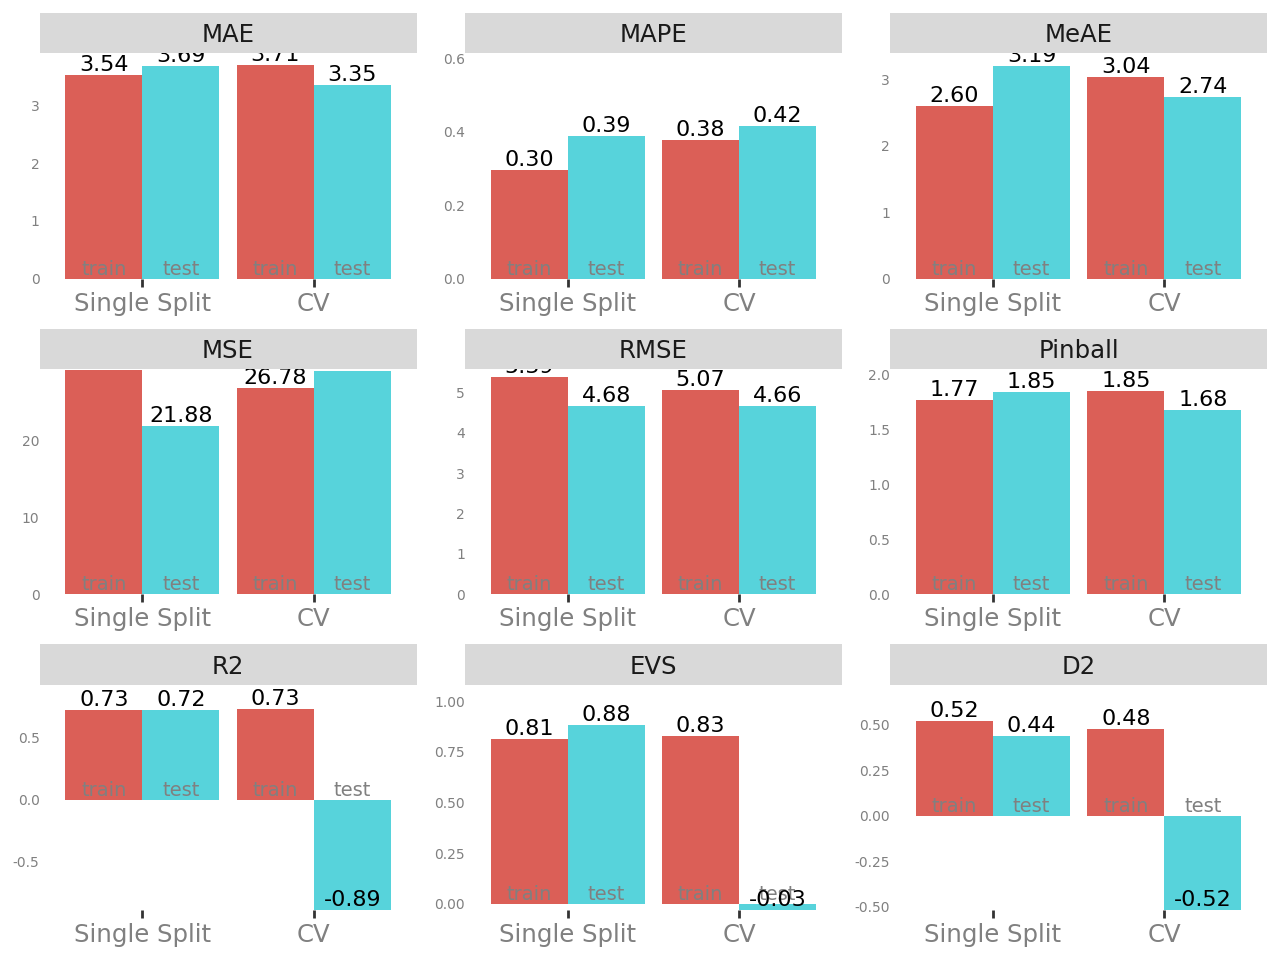 MAE
MAPE
MeAE
3.54
3.69
3.71
3.35
3
2
1
0
train
test
train
test
Single Split
CV
0.6
0.4
0.2
0.0
0.30
0.39
0.38
0.42
train
test
train
test
Single Split
CV
3
2
1
0
2.60
3.19
3.04
2.74
train
test
train
test
Single Split
CV
MSE
RMSE
Pinball
20
10
0
21.88
26.78
train
test
train
test
Single Split
CV
5
4
3
2
1
0
5.39
4.68
5.07
4.66
train
test
train
test
Single Split
CV
2.0
1.5
1.0
0.5
0.0
1.77
1.85
1.85
1.68
train
test
train
test
Single Split
CV
R2
EVS
D2
0.5
0.0
-0.5
0.73
0.72
0.73
-0.89
train
test
train
test
Single Split
CV
1.00
0.75
0.50
0.25
0.00
0.81
0.88
0.83
-0.03
train
test
train
test
Single Split
CV
0.50
0.25
0.00
-0.25
-0.50
0.52
0.44
0.48
-0.52
train
test
train
test
Single Split
CV